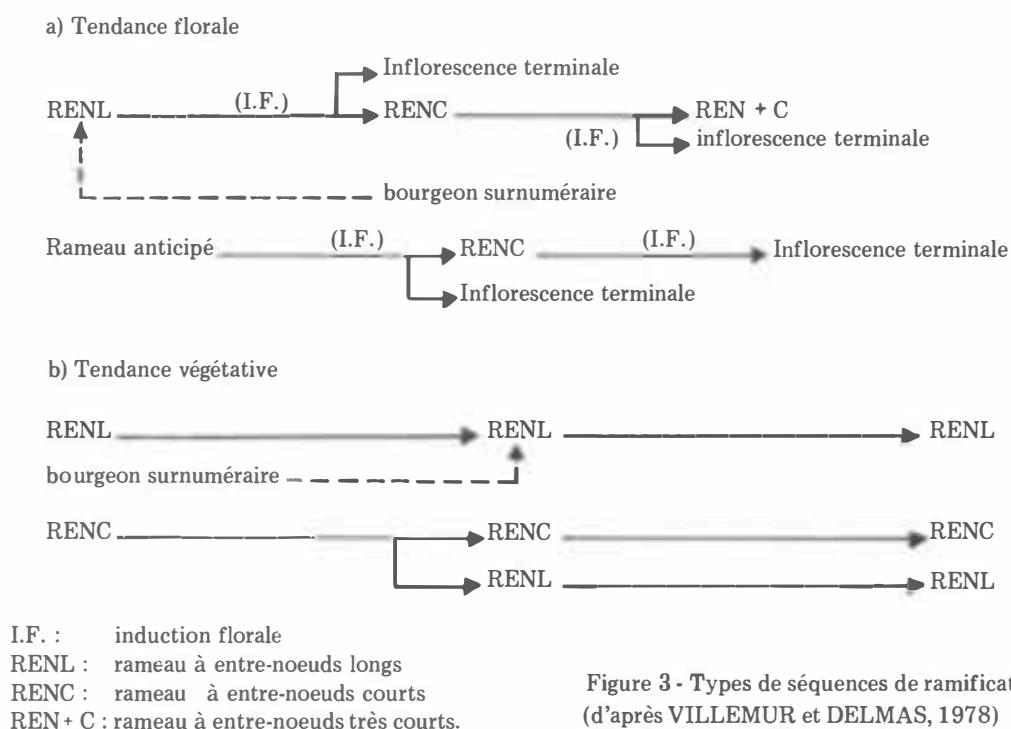 a) Tendance florale
Inflorescence terminale
RENL (I.F.) RENC REN + C
(I.F.) inflorescence terminale
bourgeon surnuméraire
Rameau anticipé (I.F.) RENC (I.F.) Inflorescence terminale
Inflorescence terminale
b) Tendance végétative
RENL RENL RENL
bourgeon surnuméraire
RENC RENC RENC
RENL RENL
I.F. : induction florale
RENL : rameau à entre-noeuds longs
RENC : rameau à entre-noeuds courts
REN + C : rameau à entre-noeuds très courts.
Figure 3 - Types de séquences de ramificat
(d'après VILLEMUR et DELMAS, 1978)